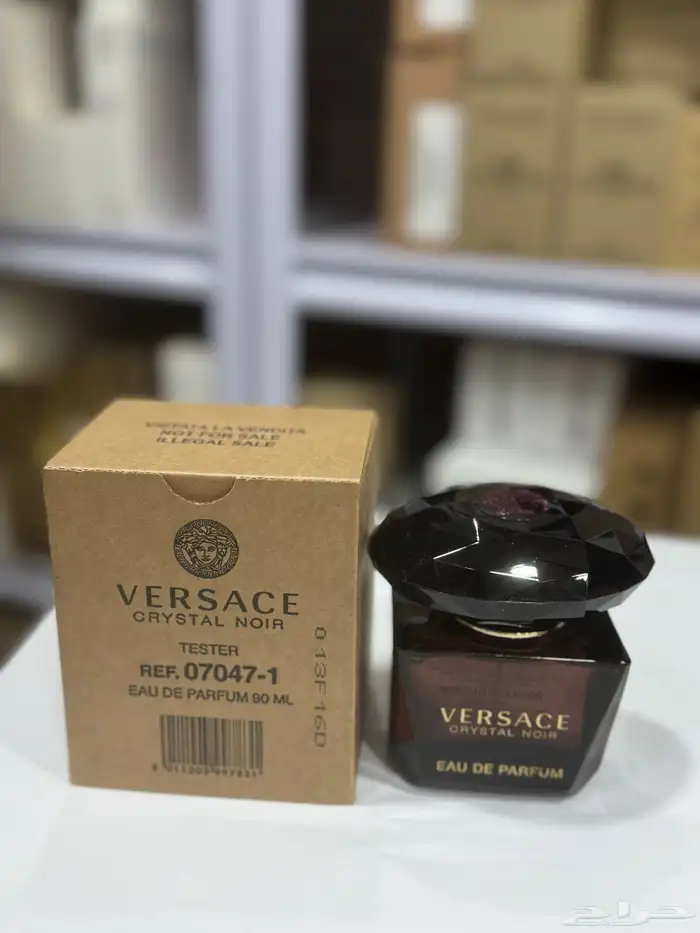 VIETATA LA VENDITA
NOT FOR SALE
ILLEGAL SALE
VERSACE
CRYSTAL NOIR
TESTER
REF. 07047-1
EAU DE PARFUM 90 ML
013F16D
VERSACE
CRYSTAL NOIR
EAU DE PARFUM
حراج